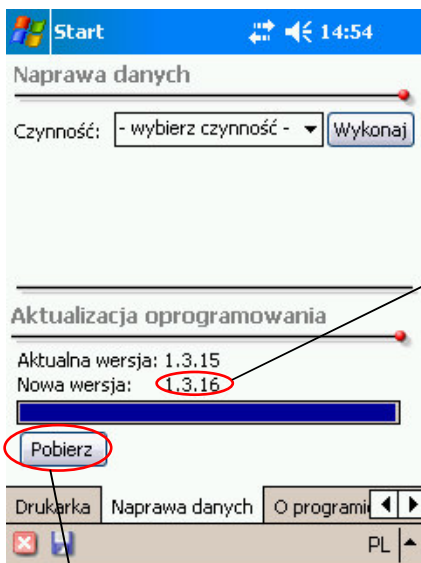 Start 14:54
Naprawa danych
Czynność: - wybierz czynność - Wykonaj
Aktualizacja oprogramowania
Aktualna wersja: 1.3.15
Nowa wersja: 1.3.16
Pobierz
Drukarka Naprawa danych O programi
PL